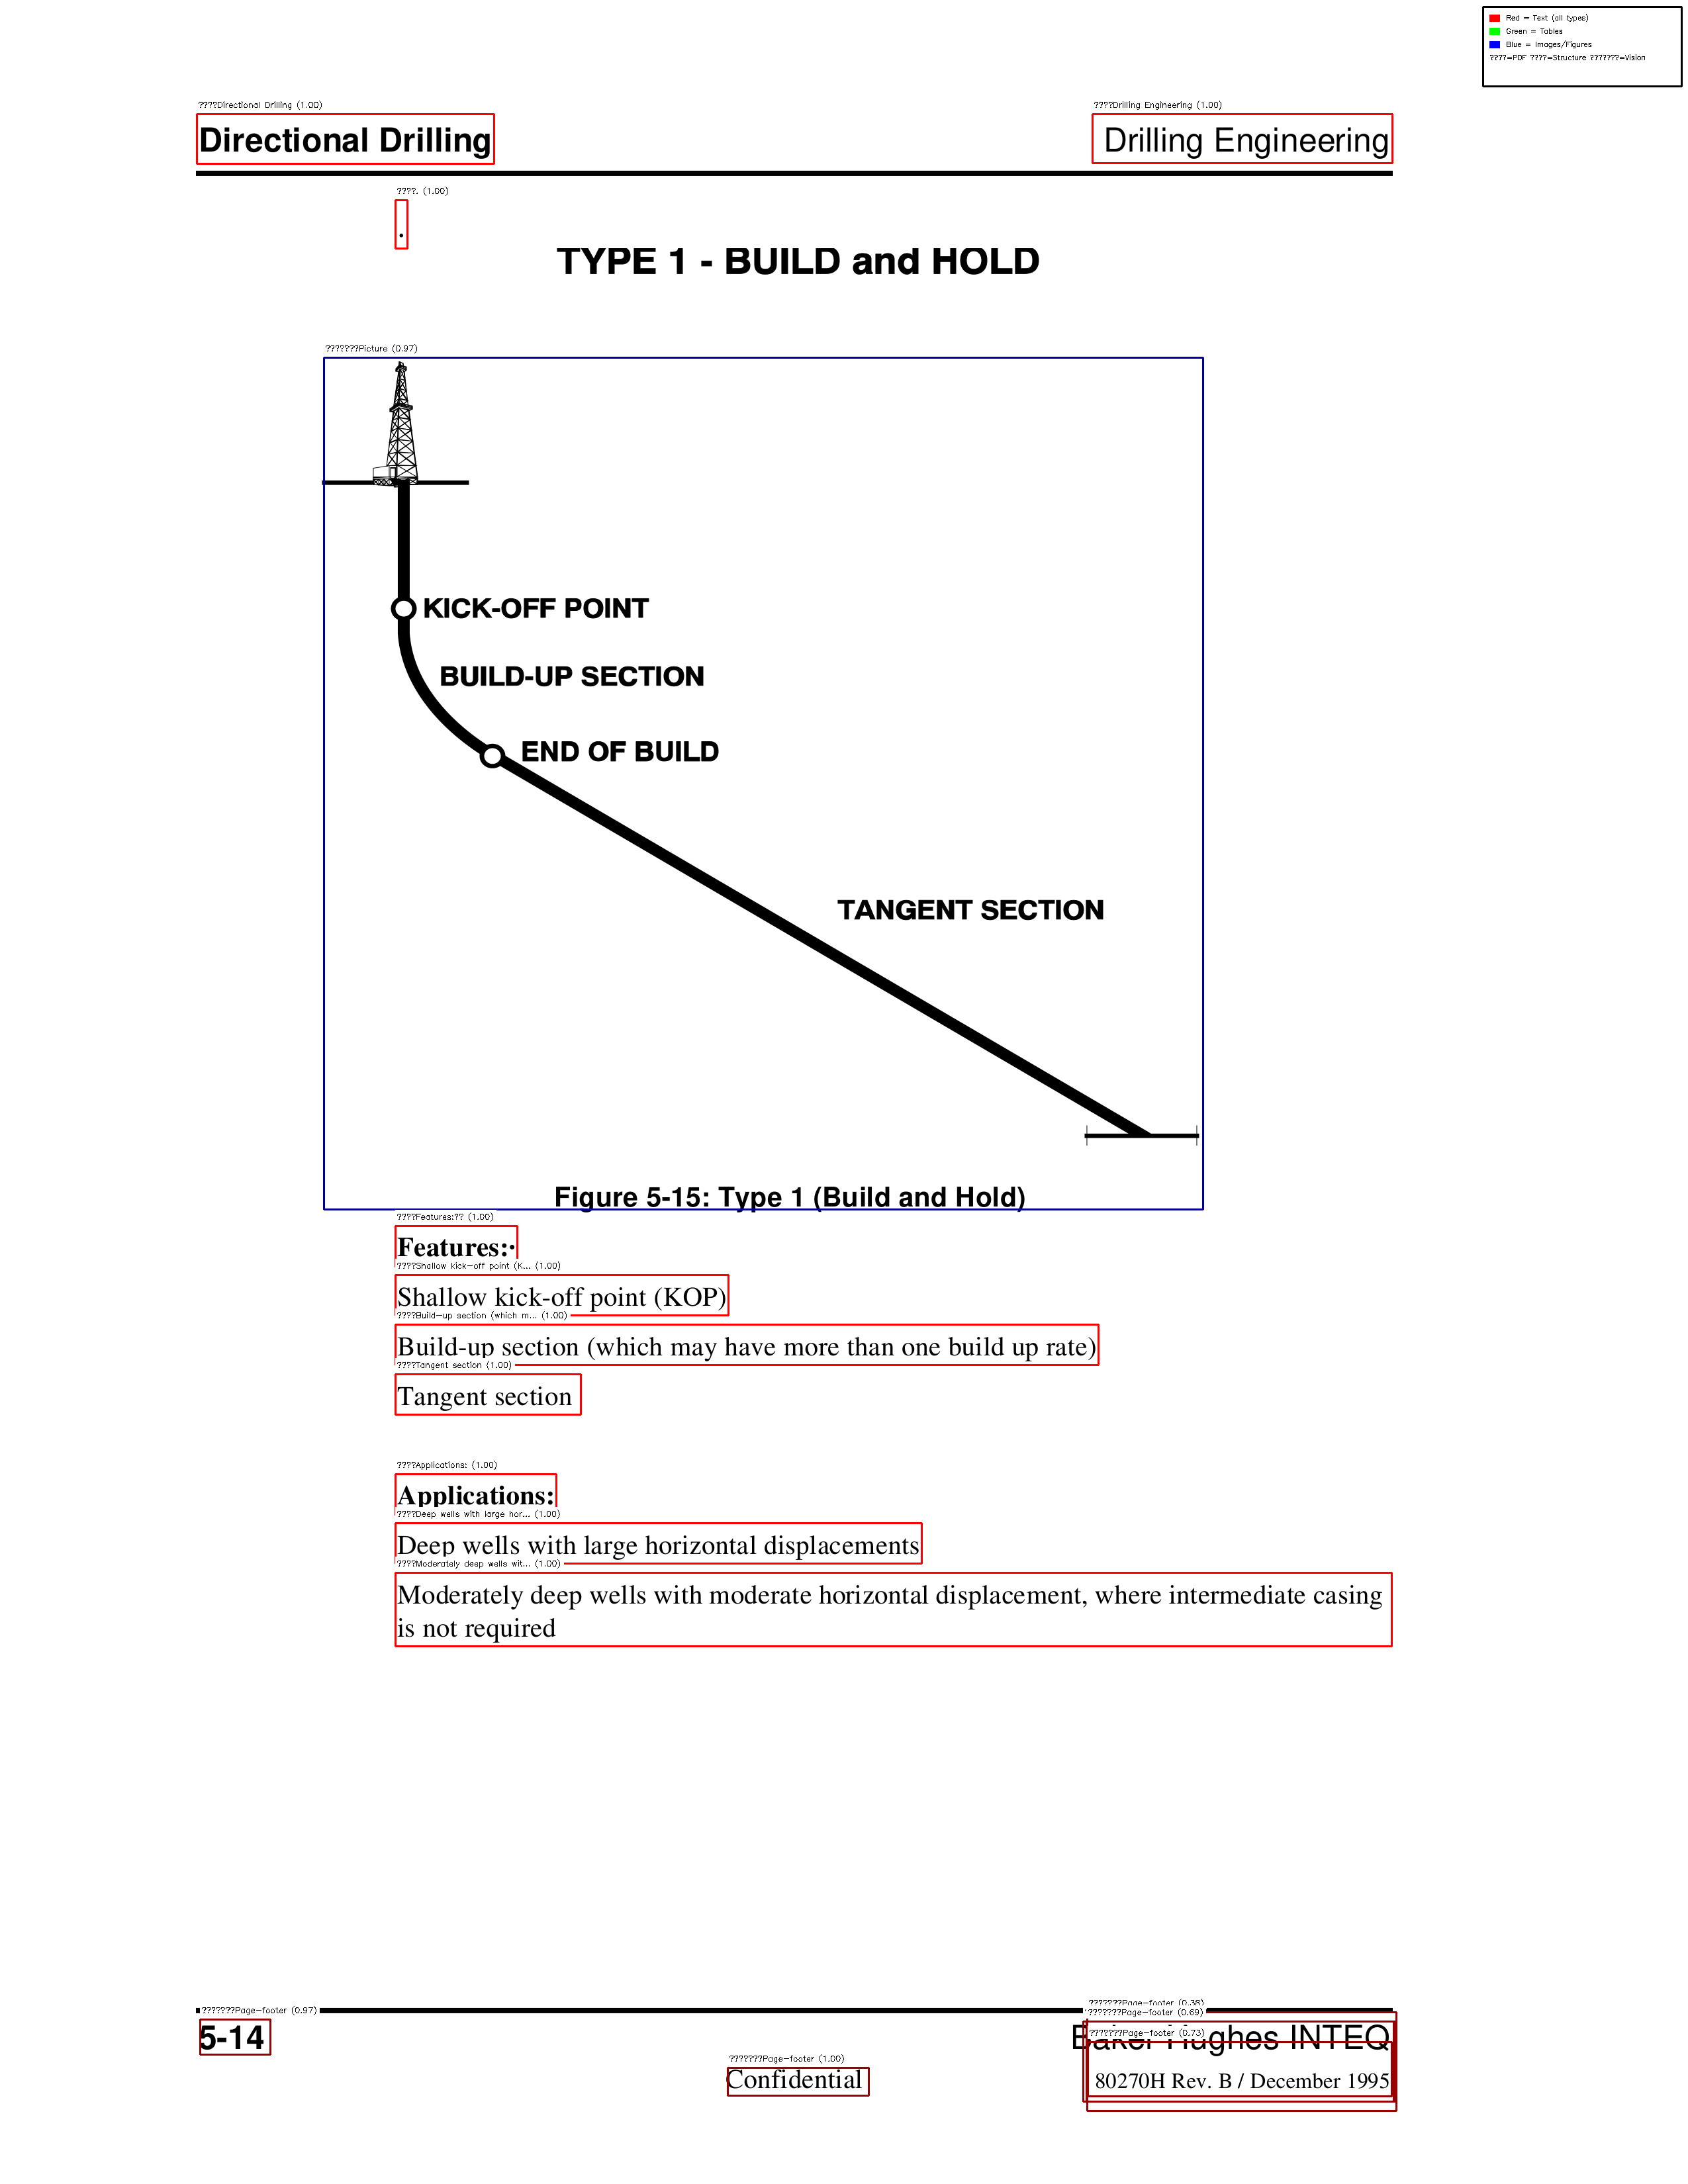 Red = Text (all types)
Green = Tables
Blue = Images/Figures
????=PDF ????=Structure ???????=Vision
????Directional Drilling (1.00)
????Drilling Engineering (1.00)
Directional Drilling
Drilling Engineering
????. (1.00)
.
TYPE 1 - BUILD and HOLD
???????Picture (0.97)
KICK-OFF POINT
BUILD-UP SECTION
END OF BUILD
TANGENT SECTION
Figure 5-15: Type 1 (Build and Hold)
????Features:?? (1.00)
Features:·
????Shallow kick-off point (K... (1.00)
Shallow kick-off point (KOP)
????Build-up section (which m... (1.00)
Build-up section (which may have more than one build up rate)
????Tangent section (1.00)
Tangent section
????Applications: (1.00)
Applications:
????Deep wells with large hor... (1.00)
Deep wells with large horizontal displacements
????Moderately deep wells wit... (1.00)
Moderately deep wells with moderate horizontal displacement, where intermediate casing
is not required
???????Page-footer (0.97)
???????Page-footer (0.38)
???????Page-footer (0.69)
5-14
???????Page-footer (0.73)
Baker Hughes INTEQ
???????Page-footer (1.00)
Confidential
80270H Rev. B / December 1995